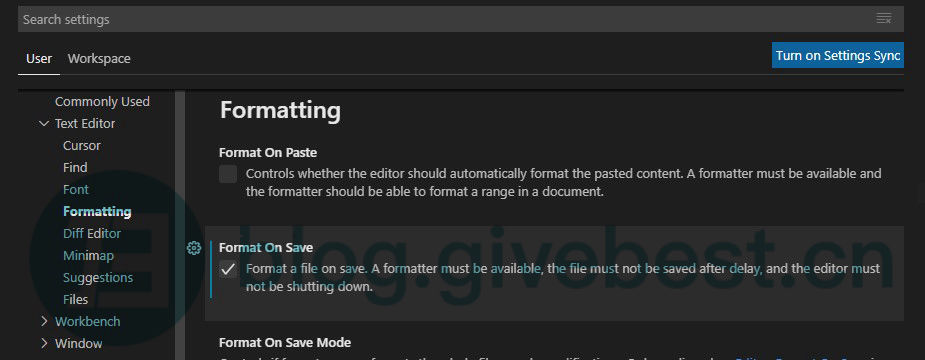 Search settings
User Workspace
Turn on Settings Sync
Commonly Used
Text Editor
Cursor
Find
Font
Formatting
Diff Editor
Minimap
Suggestions
Files
Workbench
Window
Formatting
Format On Paste
Controls whether the editor should automatically format the pasted content. A formatter must be available and
the formatter should be able to format a range in a document.
Format On Save
Format a file on save. A formatter must be available, the file must not be saved after delay, and the editor must
not be shutting down.
Format On Save Mode
blog.givebest.cn